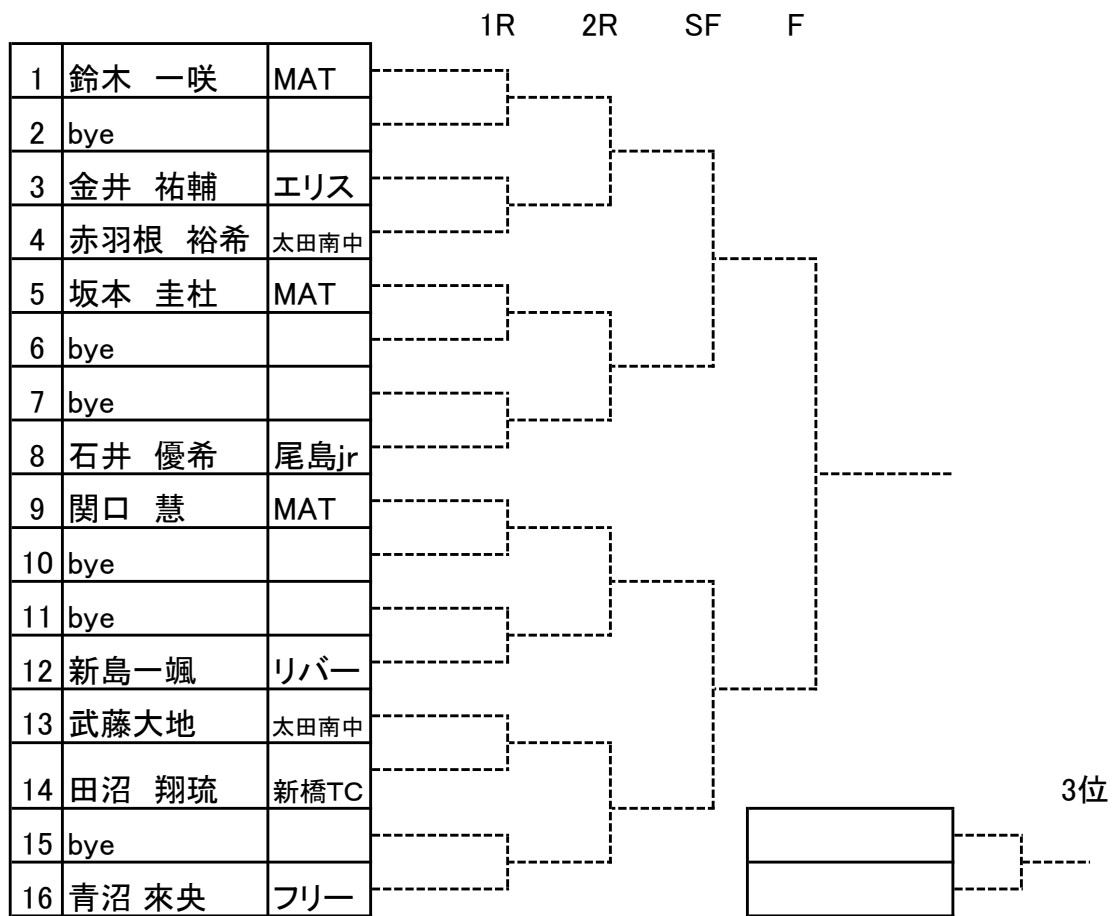 1R 2R SF F
1 鈴木 一咲 MAT
2 bye
3 金井 祐輔 エリス
4 赤羽根 裕希 太田南中
5 坂本 圭杜 MAT
6 bye
7 bye
8 石井 優希 尾島jr
9 関口 慧 MAT
10 bye
11 bye
12 新島一颯 リバー
13 武藤大地 太田南中
14 田沼 翔琉 新橋TC
3位
15 bye
16 青沼 來央 フリー